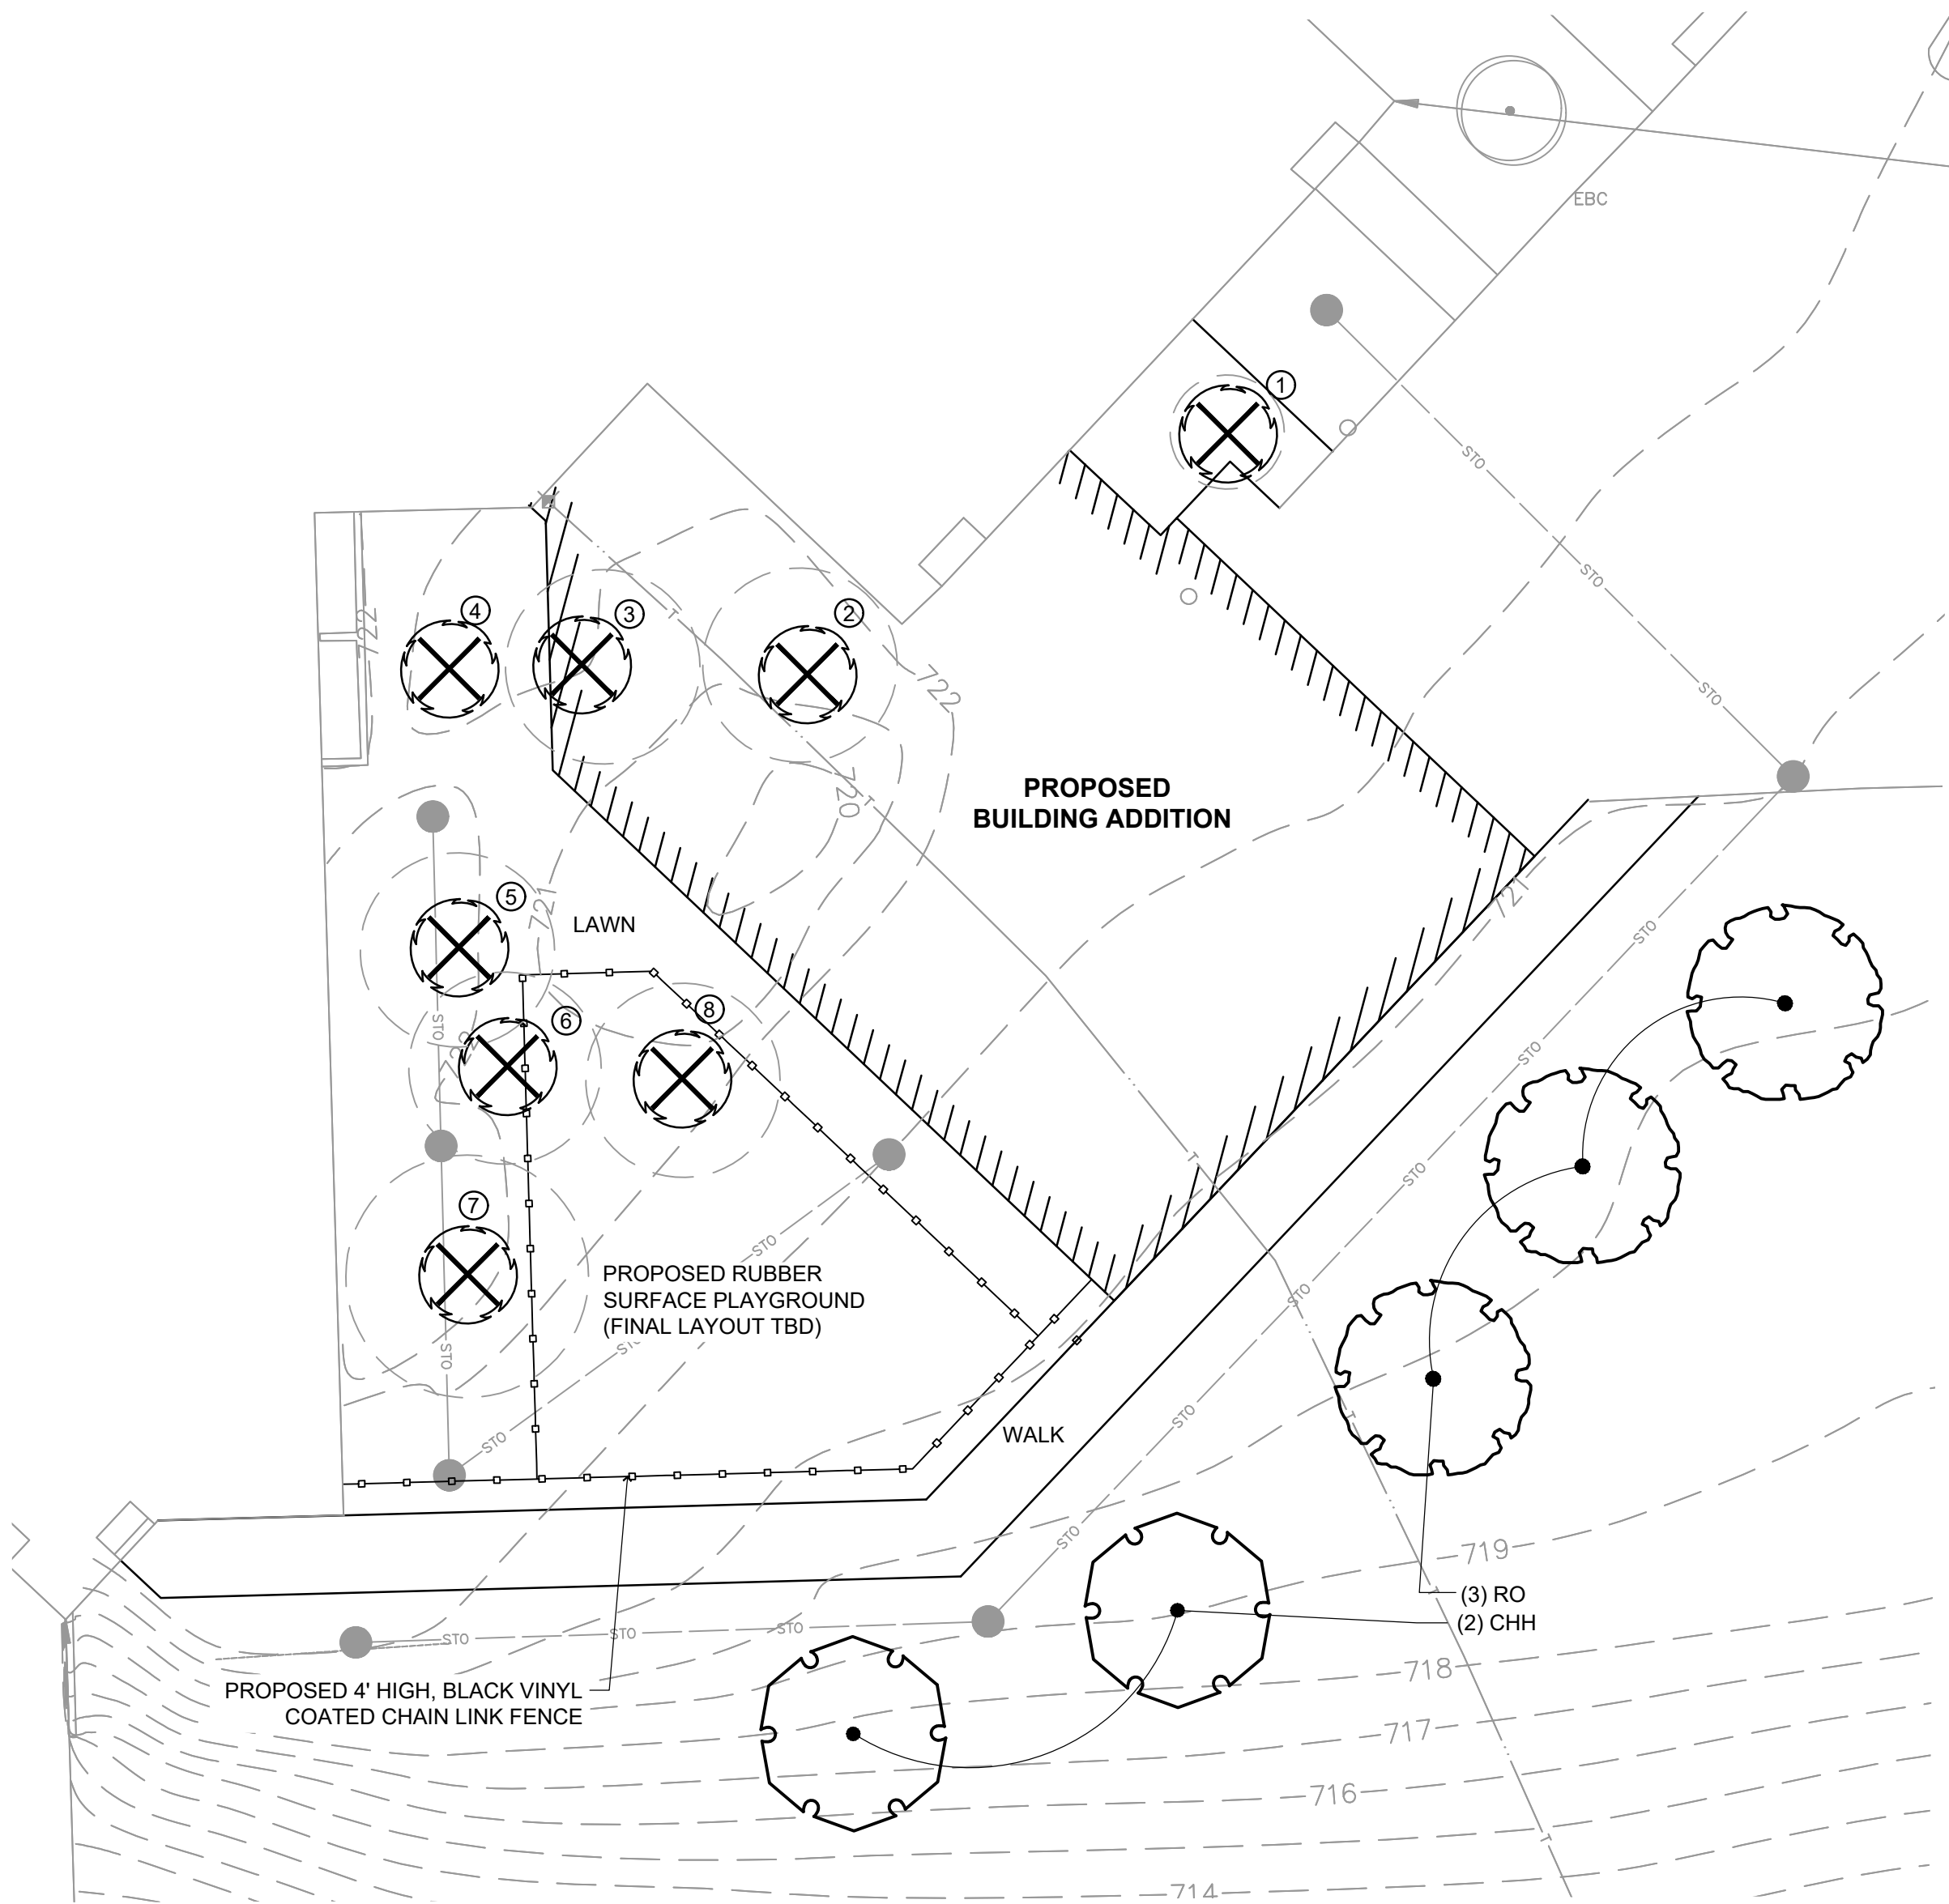 EBC
1
STO
STO
STO
4
3
2
722
T
722
720
T
PROPOSED
BUILDING ADDITION
5
721
LAWN
721
STO
STO
6
8
STO
STO
T
STO
7
STO
STO
PROPOSED RUBBER
SURFACE PLAYGROUND
(FINAL LAYOUT TBD)
STO
STO
STO
T
STO
WALK
STO
719
(3) RO
(2) CHH
T
STO
STO
STO
718
PROPOSED 4' HIGH, BLACK VINYL
COATED CHAIN LINK FENCE
717
716
T
714